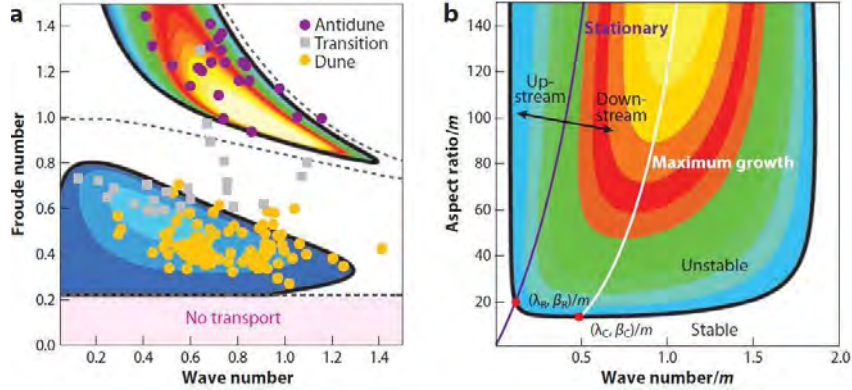 a
Antidune
Transition
Dune
1.4
1.2
1.0
0.8
0.6
0.4
0.2
0.0
Froude number
No transport
0.2
0.4
0.6
0.8
1.0
1.2
1.4
Wave number
b
Stationary
Up-
stream
Down-
stream
Maximum growth
Unstable
Stable
(λR, βR)/m
(λC, βC)/m
140
120
100
80
60
40
20
Aspect ratio/m
0.5
1.0
1.5
2.0
Wave number/m